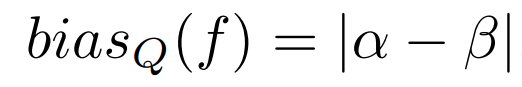 bias_Q(f) = |α − β|